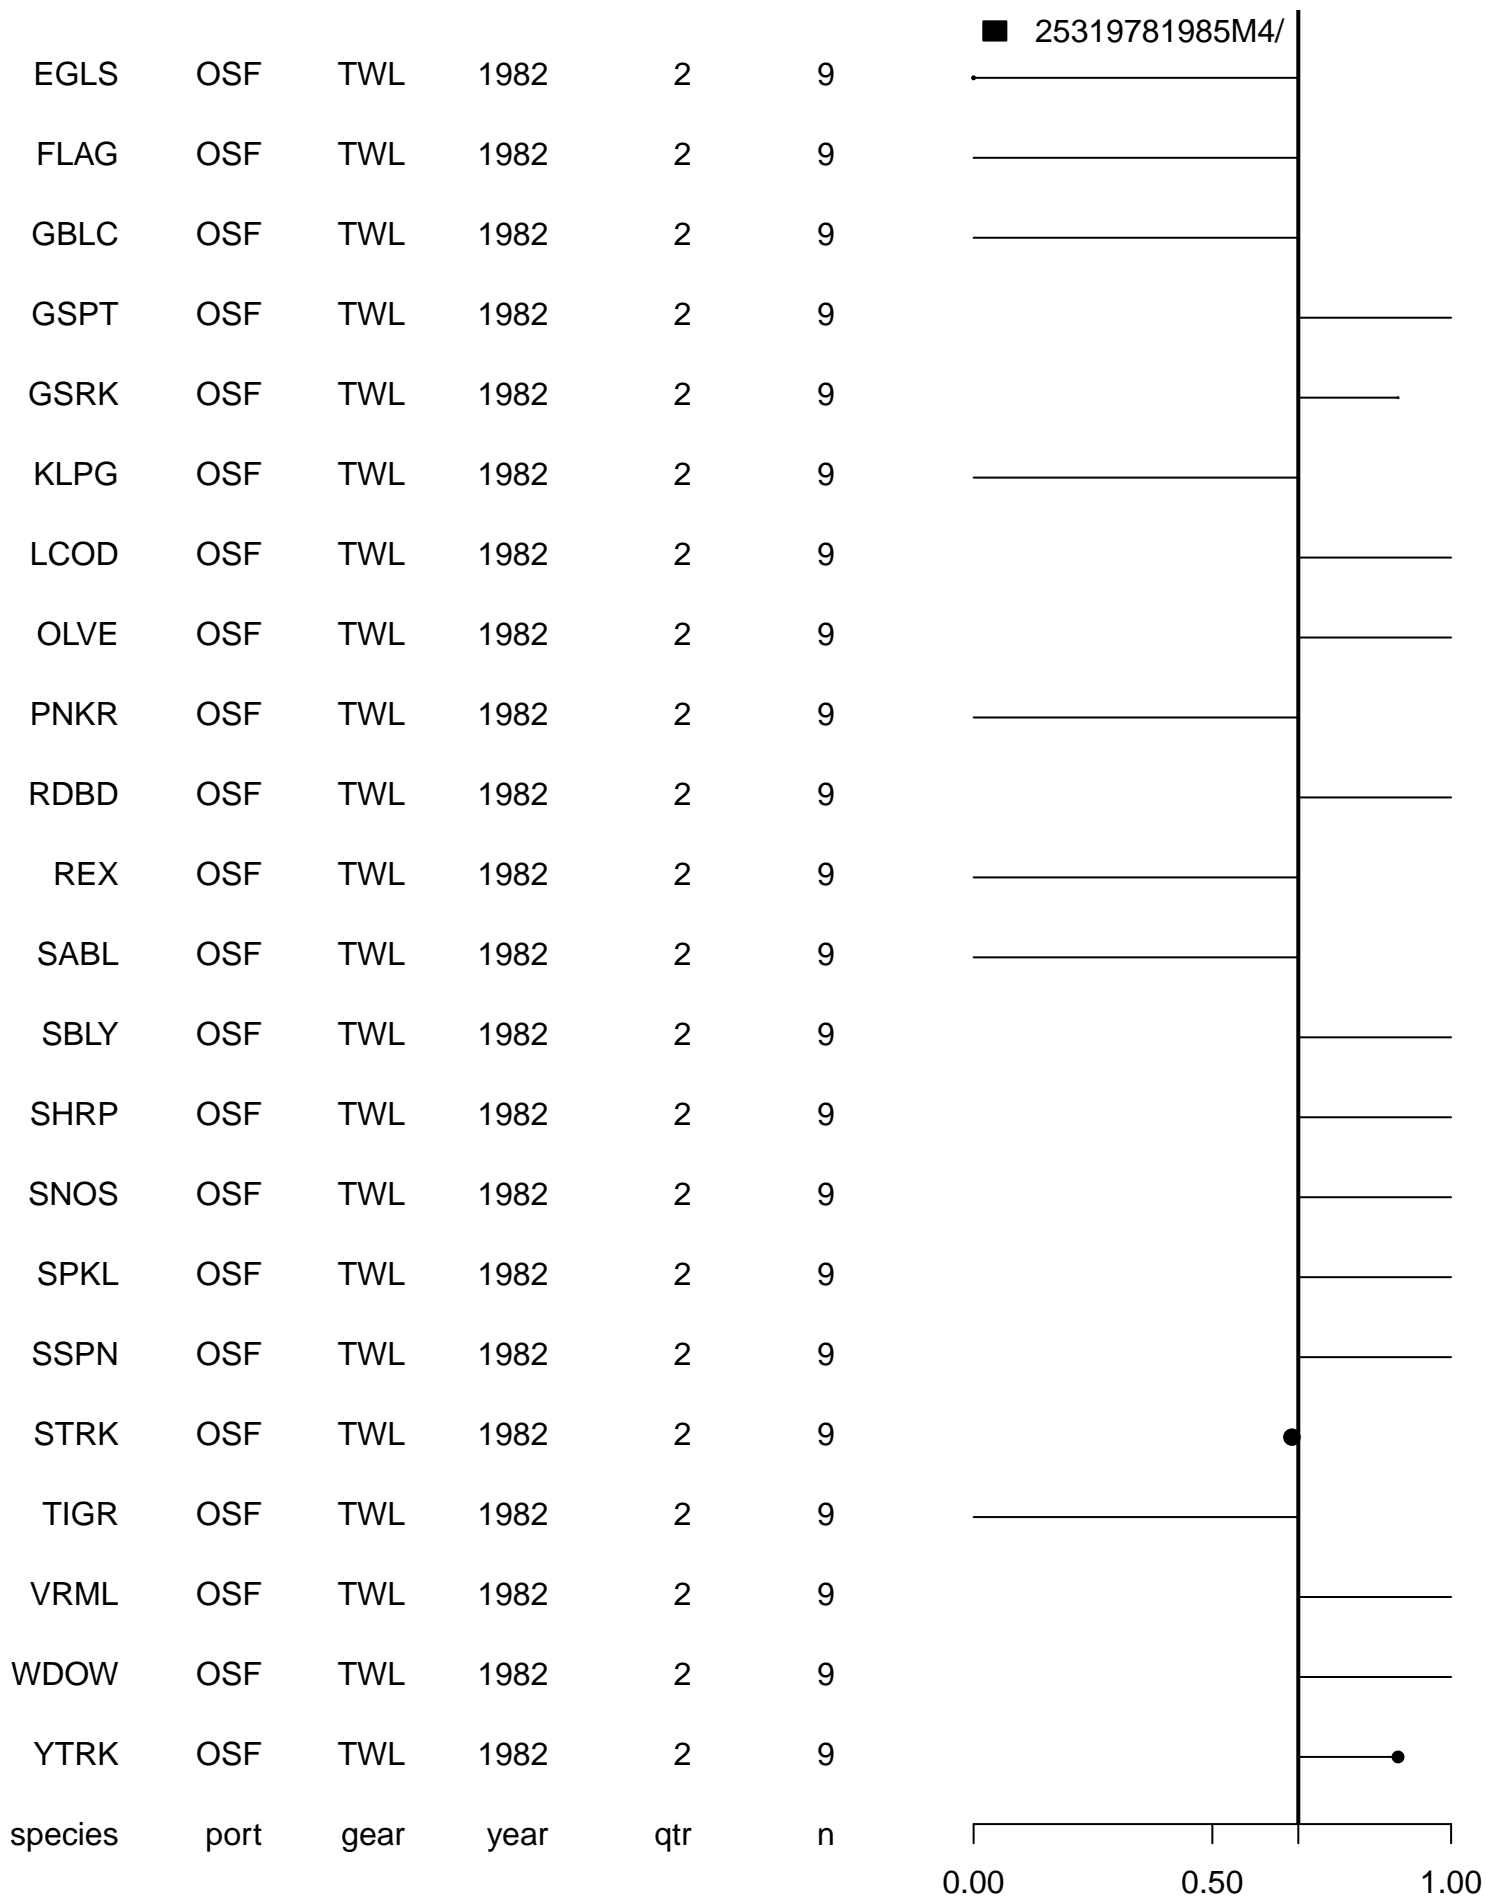 25319781985M4/
EGLS OSF TWL 1982 2 9
FLAG OSF TWL 1982 2 9
GBLC OSF TWL 1982 2 9
GSPT OSF TWL 1982 2 9
GSRK OSF TWL 1982 2 9
KLPG OSF TWL 1982 2 9
LCOD OSF TWL 1982 2 9
OLVE OSF TWL 1982 2 9
PNKR OSF TWL 1982 2 9
RDBD OSF TWL 1982 2 9
REX OSF TWL 1982 2 9
SABL OSF TWL 1982 2 9
SBLY OSF TWL 1982 2 9
SHRP OSF TWL 1982 2 9
SNOS OSF TWL 1982 2 9
SPKL OSF TWL 1982 2 9
SSPN OSF TWL 1982 2 9
STRK OSF TWL 1982 2 9
TIGR OSF TWL 1982 2 9
VRML OSF TWL 1982 2 9
WDOW OSF TWL 1982 2 9
YTRK OSF TWL 1982 2 9
species port gear year qtr n
0.00 0.50 1.00